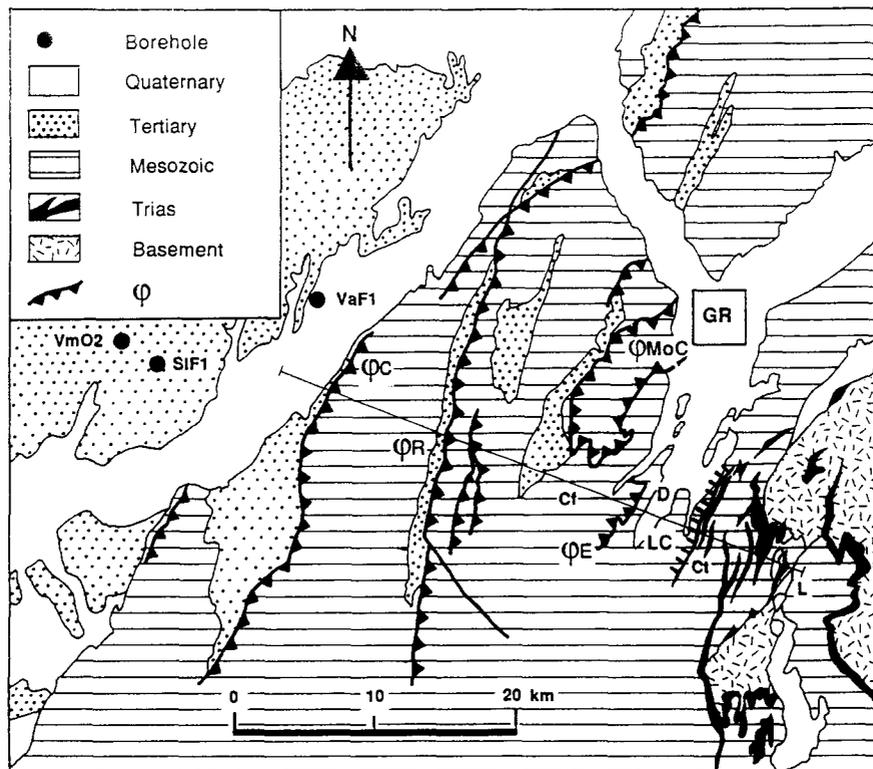 Borehole
Quaternary
Tertiary
Mesozoic
Trias
Basement
φ
N
VaF1
VmO2
SlF1
GR
φMoC
φC
φR
Cf
D
φE
LC
Ct
L
0 10 20 km